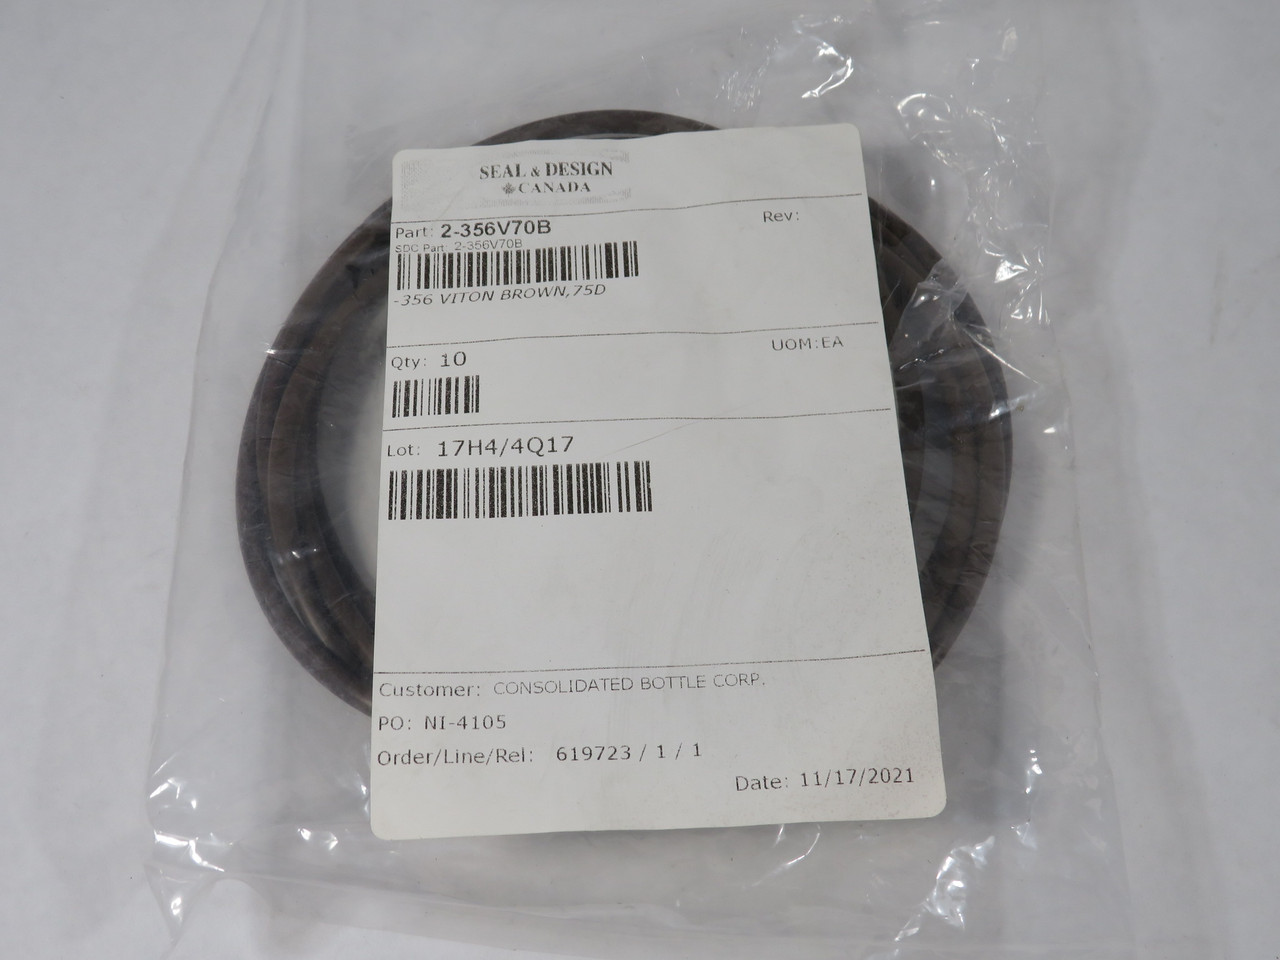 SEAL & DESIGN
CANADA
Part: 2-356V70B
Rev:
SDC Part: 2-356V70B
-356 VITON BROWN,75D
Qty: 10
UOM:EA
Lot: 17H4/4Q17
Customer: CONSOLIDATED BOTTLE CORP.
PO: NI-4105
Order/Line/Rel: 619723 / 1 / 1
Date: 11/17/2021